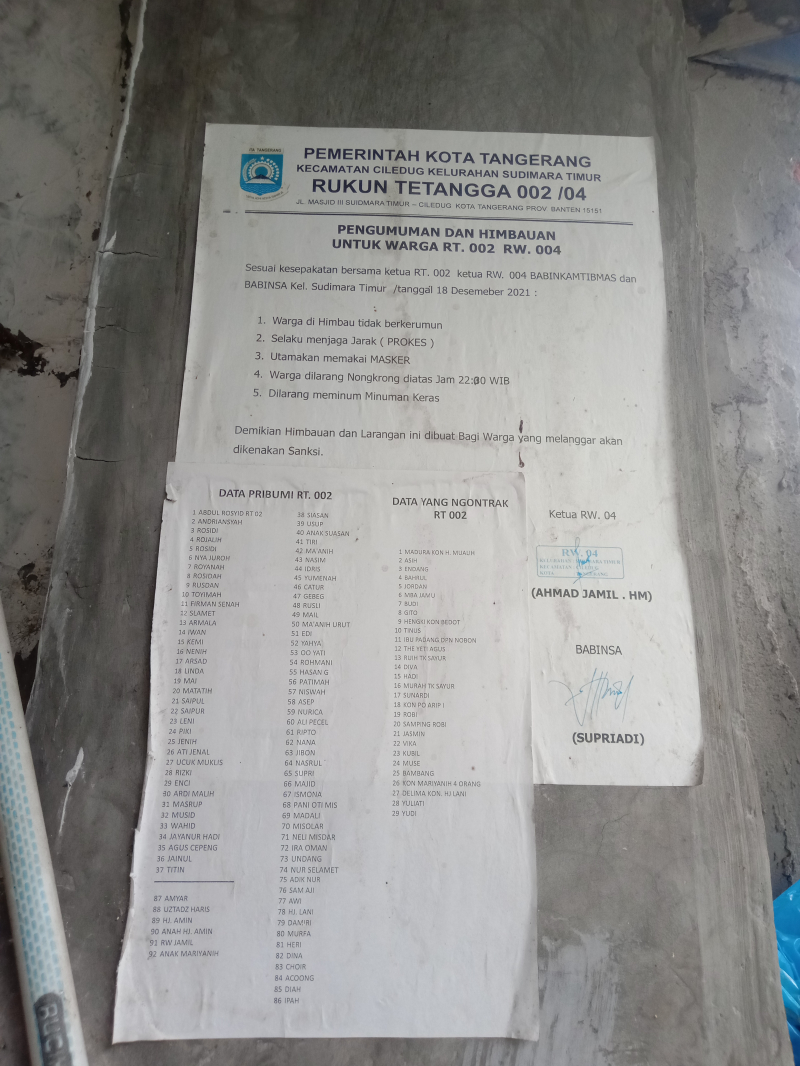 PEMERINTAH KOTA TANGERANG
KECAMATAN CILEDUG KELURAHAN SUDIMARA TIMUR
RUKUN TETANGGA 002 /04
JL. MASJID III SUIDMARA TIMUR – CILEDUG KOTA TANGERANG PROV. BANTEN 15151
PENGUMUMAN DAN HIMBAUAN
UNTUK WARGA RT. 002 RW. 004
Sesuai kesepakatan bersama ketua RT. 002 ketua RW. 004 BABINKAMTIBMAS dan
BABINSA Kel. Sudimara Timur /tanggal 18 Desemeber 2021 :
1. Warga di Himbau tidak berkerumun
2. Selaku menjaga Jarak ( PROKES )
3. Utamakan memakai MASKER
4. Warga dilarang Nongkrong diatas Jam 22:00 WIB
5. Dilarang meminum Minuman Keras
Demikian Himbauan dan Larangan ini dibuat Bagi Warga yang melanggar akan
dikenakan Sanksi.
DATA PRIBUMI RT. 002
1 ABDUL ROSYID RT 02
2 ANDRIANSYAH
3 ROSIDI
4 ROJALIH
5 ROSIDI
6 NYA JUROH
7 ROYANAH
8 ROSIDAH
9 RUSDAN
10 TOYIMAH
11 FIRMAN SENAH
12 SLAMET
13 ARMALA
14 IWAN
15 KEMI
16 NENIH
17 ARSAD
18 LINDA
19 MAI
20 MATATIH
21 SAIPUL
22 SAIPUR
23 LENI
24 PIKI
25 JENIH
26 ATI JENAL
27 UCUK MUKLIS
28 RIZKI
29 ENCI
30 ARDI MALIH
31 MASRUP
32 MUSID
33 WAHID
34 JAYANUR HADI
35 AGUS CEPENG
36 JAINUL
37 TITIN
87 AMYAR
88 UZTADZ HARIS
89 HJ. AMIN
90 ANAH HJ. AMIN
91 RW JAMIL
92 ANAK MARIYANIH
38 SIASAN
39 USUP
40 ANAK SUASAN
41 TIRI
42 MA'ANIH
43 NASIM
44 IDRIS
45 YUMENAH
46 CATUR
47 GEBEG
48 RUSLI
49 MAIL
50 MA'ANIH URUT
51 EDI
52 YAHYA
53 OO YATI
54 ROHMANI
55 HASAN G
56 PATIMAH
57 NISWAH
58 ASEP
59 NURICA
60 ALI PECEL
61 RIPTO
62 NANA
63 JIBON
64 NASRUL
65 SUPRI
66 MAJID
67 ISMONA
68 PANI OTI MIS
69 MADALI
70 MISOLAR
71 NELI MISDAR
72 IRA OMAN
73 UNDANG
74 NUR SELAMET
75 ADIK NUR
76 SAM AJI
77 AWI
78 HJ. LANI
79 DAMIRI
80 MURFA
81 HERI
82 DINA
83 CHOIR
84 ACOONG
85 DIAH
86 IPAH
DATA YANG NGONTRAK
RT 002
1 MADURA KON H. MUALIH
2 ASIH
3 ENDANG
4 BAHRUL
5 JORDAN
6 MBA JAMU
7 BUDI
8 GITO
9 HENGKI KON BEDOT
10 TINUS
11 IBU PADANG DPN NOBON
12 THE YETI AGUS
13 RUIH TK SAYUR
14 DIVA
15 HADI
16 MURAH TK SAYUR
17 SUNARDI
18 KON PO ARIP I
19 ROBI
20 SAMPING ROBI
21 JASMIN
22 VIKA
23 KUBIL
24 MUSE
25 BAMBANG
26 KON MARIYANIH 4 ORANG
27 DELIMA KON. HJ LANI
28 YULIATI
29 YUDI
Ketua RW. 04
RW. 04
(AHMAD JAMIL . HM)
BABINSA
(SUPRIADI)